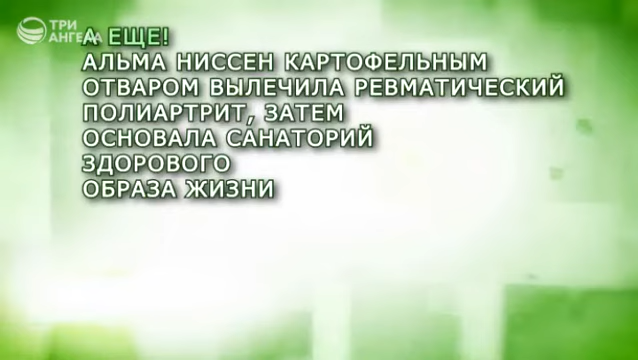 ТРИ
АНГЕЛА
А ЕЩЕ!
АЛЬМА НИССЕН КАРТОФЕЛЬНЫМ
ОТВАРОМ ВЫЛЕЧИЛА РЕВМАТИЧЕСКИЙ
ПОЛИАРТРИТ, ЗАТЕМ
ОСНОВАЛА САНАТОРИЙ
ЗДОРОВОГО
ОБРАЗА ЖИЗНИ